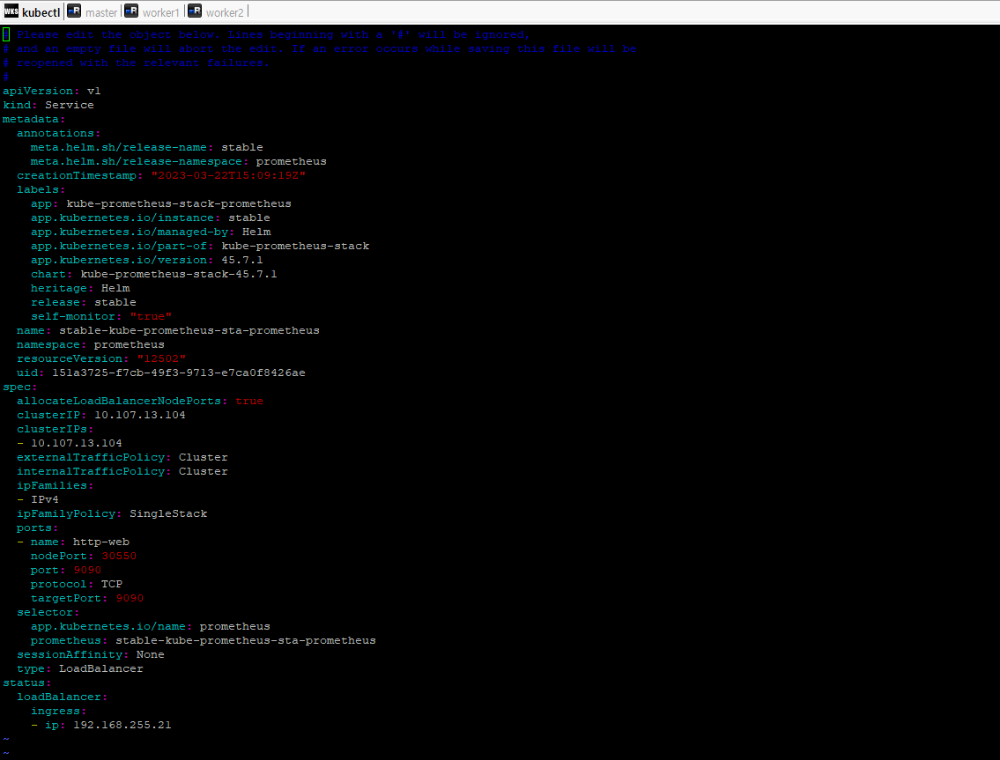 WKS kubectl master worker1 worker2
# Please edit the object below. Lines beginning with a '#' will be ignored,
# and an empty file will abort the edit. If an error occurs while saving this file will be
# reopened with the relevant failures.
#
apiVersion: v1
kind: Service
metadata:
  annotations:
    meta.helm.sh/release-name: stable
    meta.helm.sh/release-namespace: prometheus
  creationTimestamp: "2023-03-22T15:09:19Z"
  labels:
    app: kube-prometheus-stack-prometheus
    app.kubernetes.io/instance: stable
    app.kubernetes.io/managed-by: Helm
    app.kubernetes.io/part-of: kube-prometheus-stack
    app.kubernetes.io/version: 45.7.1
    chart: kube-prometheus-stack-45.7.1
    heritage: Helm
    release: stable
    self-monitor: "true"
  name: stable-kube-prometheus-sta-prometheus
  namespace: prometheus
  resourceVersion: "12502"
  uid: 151a3725-f7cb-49f3-9713-e7ca0f8426ae
spec:
  allocateLoadBalancerNodePorts: true
  clusterIP: 10.107.13.104
  clusterIPs:
  - 10.107.13.104
  externalTrafficPolicy: Cluster
  internalTrafficPolicy: Cluster
  ipFamilies:
  - IPv4
  ipFamilyPolicy: SingleStack
  ports:
  - name: http-web
    nodePort: 30550
    port: 9090
    protocol: TCP
    targetPort: 9090
  selector:
    app.kubernetes.io/name: prometheus
    prometheus: stable-kube-prometheus-sta-prometheus
  sessionAffinity: None
  type: LoadBalancer
status:
  loadBalancer:
    ingress:
    - ip: 192.168.255.21
~
~